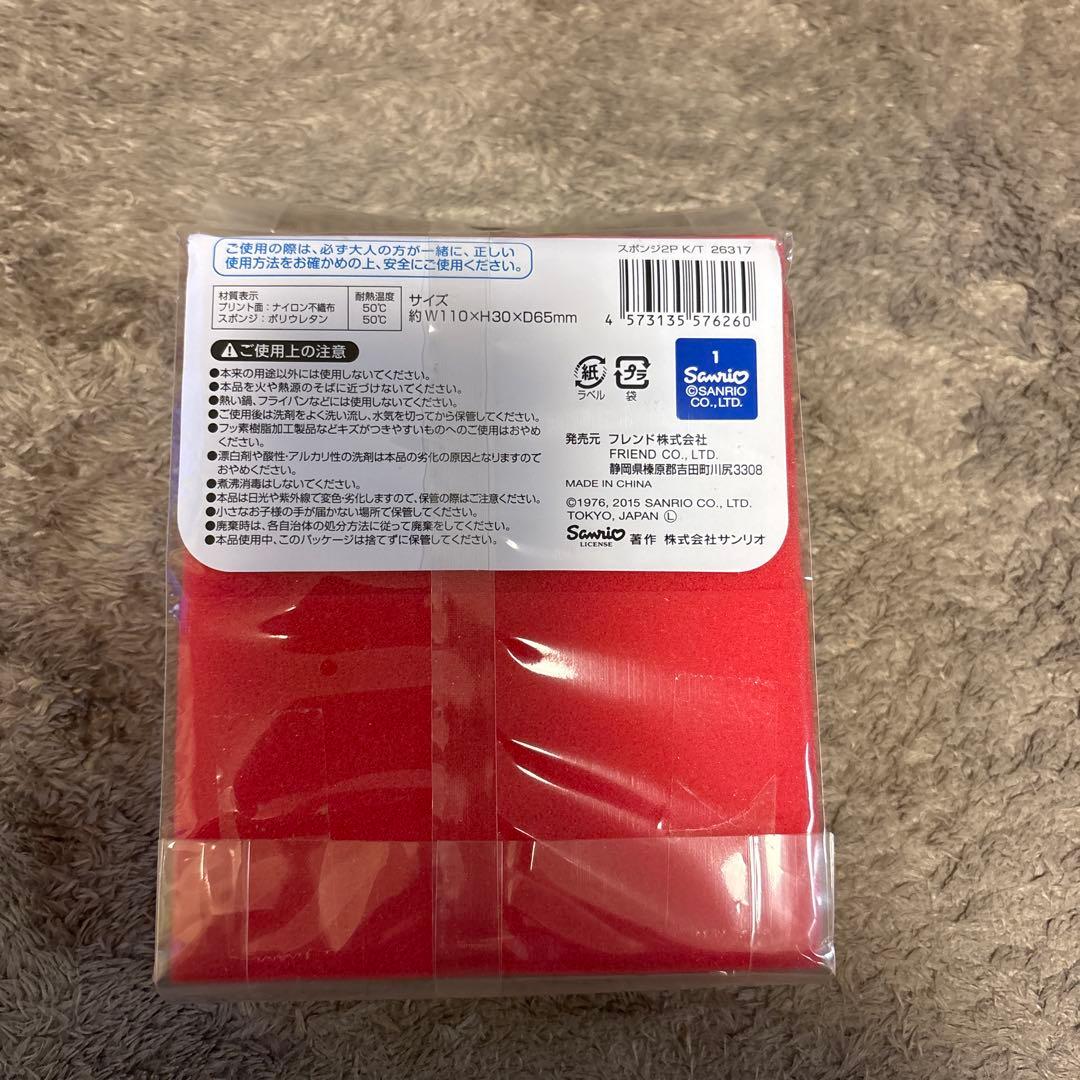 ご使用の際は、必ず大人の方が一緒に、正しい
使用方法をお確かめの上、安全にご使用ください。
材質表示
プリント面：ナイロン不織布
スポンジ：ポリウレタン
耐熱温度
50℃
50℃
サイズ
約W110×H30×D65mm
⚠ご使用上の注意
●本来の用途以外には使用しないでください。
●本品を火や熱源のそばに近づけないでください。
●熱い鍋、フライパンなどには使用しないでください。
●ご使用後は洗剤をよく洗い流し、水気を切ってから保管してください。
●フッ素樹脂加工製品などキズがつきやすいものへのご使用はおやめ
ください。
●漂白剤や酸性・アルカリ性の洗剤は本品の劣化の原因となりますので
おやめください。
●煮沸消毒はしないでください。
●本品は日光や紫外線で変色・劣化しますので、保管の際はご注意ください。
●小さなお子様の手が届かない場所で保管してください。
●廃棄時は、各自治体の処分方法に従って廃棄をしてください。
●本品使用中、このパッケージは捨てずに保管してください。
スポンジ2P K/T 26317
4 573135 576260
紙
ラベル
プラ
袋
1
Sanrio
©SANRIO
CO.,LTD.
発売元 フレンド株式会社
FRIEND CO., LTD.
静岡県榛原郡吉田町川尻3308
MADE IN CHINA
©1976, 2015 SANRIO CO., LTD.
TOKYO, JAPAN Ⓛ
Sanrio
LICENSE
著作 株式会社サンリオ